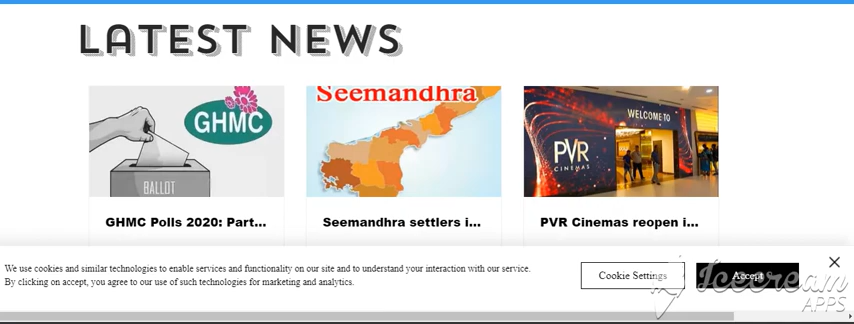 LATEST NEWS
GHMC
BALLOT
Seemandhra
WELCOME TO
PVR
CINEMAS
GHMC Polls 2020: Part...
Seemandhra settlers i...
PVR Cinemas reopen i...
We use cookies and similar technologies to enable services and functionality on our site and to understand your interaction with our service.
By clicking on accept, you agree to our use of such technologies for marketing and analytics.
Cookie Settings
Accept
Icecream
APPS